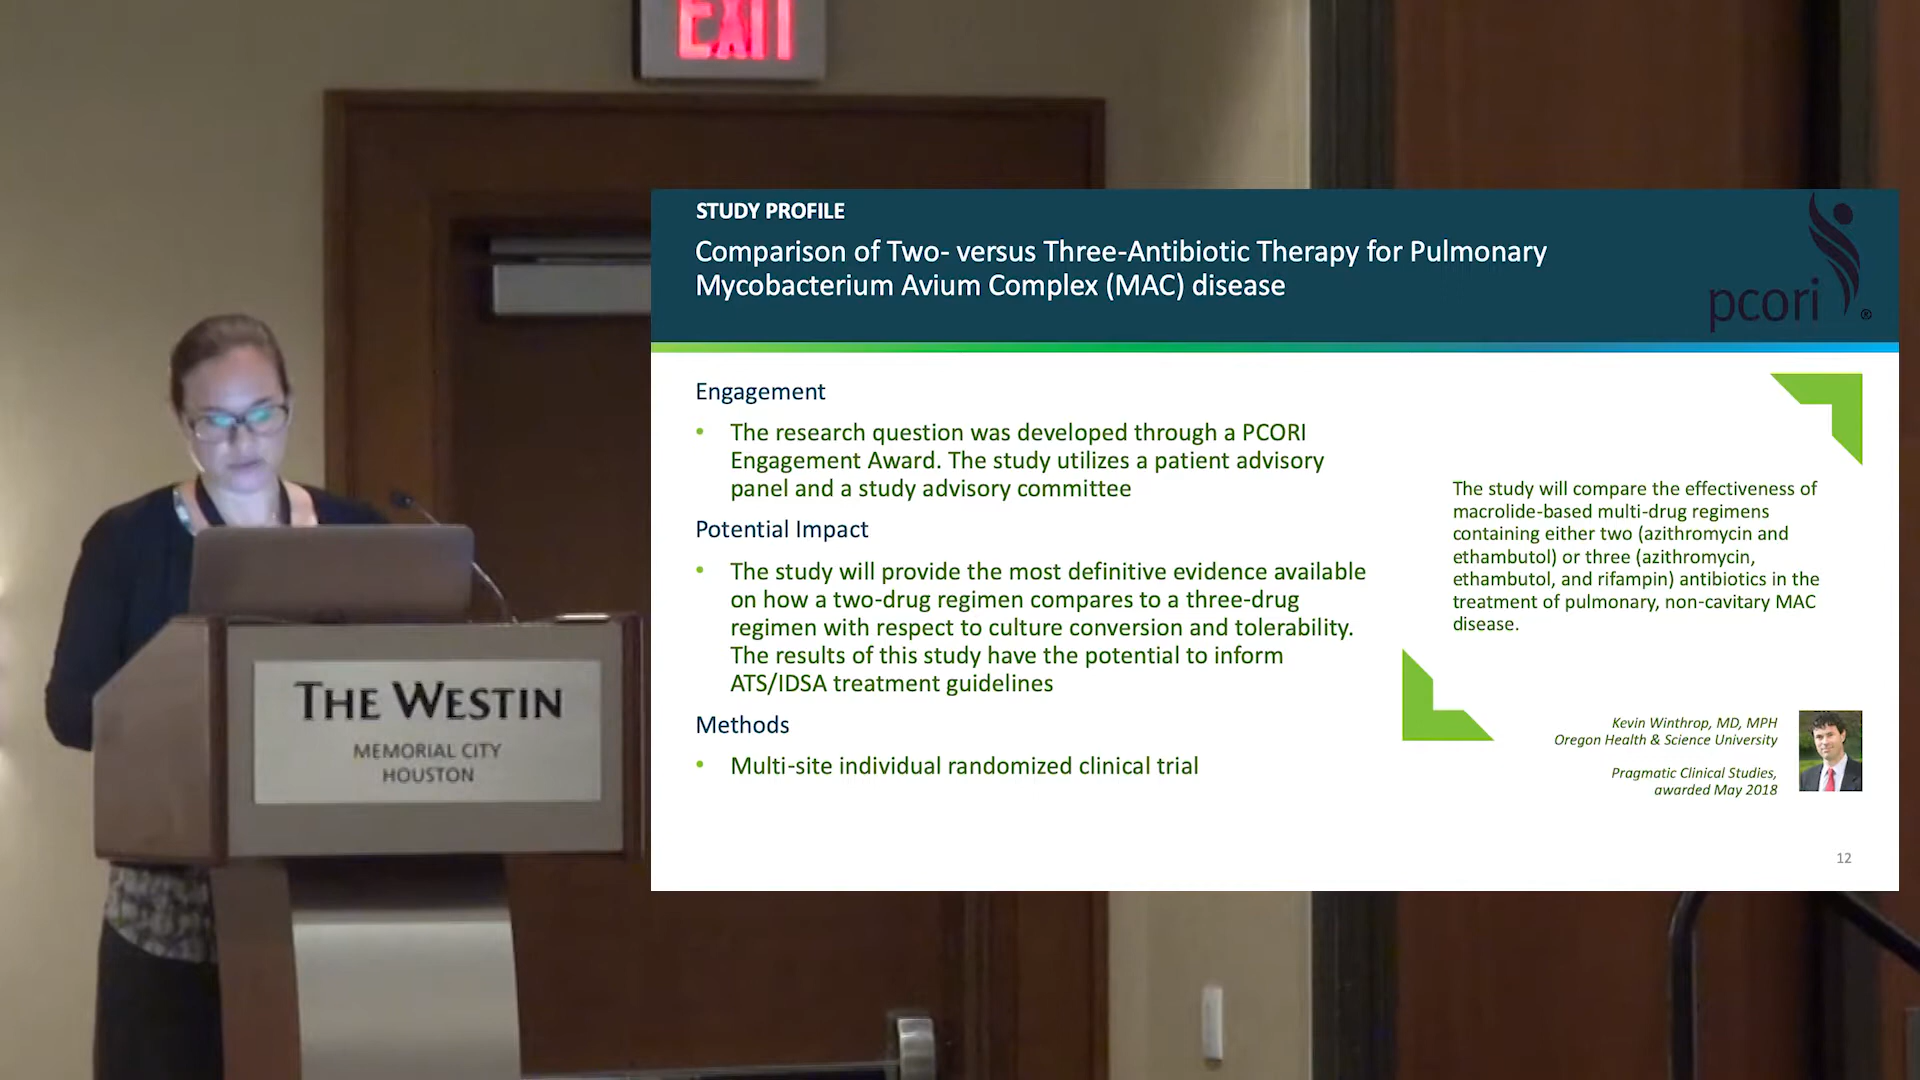 EXIT
STUDY PROFILE
Comparison of Two- versus Three-Antibiotic Therapy for Pulmonary
Mycobacterium Avium Complex (MAC) disease
pcori®
Engagement
• The research question was developed through a PCORI
Engagement Award. The study utilizes a patient advisory
panel and a study advisory committee
Potential Impact
• The study will provide the most definitive evidence available
on how a two-drug regimen compares to a three-drug
regimen with respect to culture conversion and tolerability.
The results of this study have the potential to inform
ATS/IDSA treatment guidelines
Methods
• Multi-site individual randomized clinical trial
The study will compare the effectiveness of
macrolide-based multi-drug regimens
containing either two (azithromycin and
ethambutol) or three (azithromycin,
ethambutol, and rifampin) antibiotics in the
treatment of pulmonary, non-cavitary MAC
disease.
Kevin Winthrop, MD, MPH
Oregon Health & Science University
Pragmatic Clinical Studies,
awarded May 2018
12
THE WESTIN
MEMORIAL CITY
HOUSTON